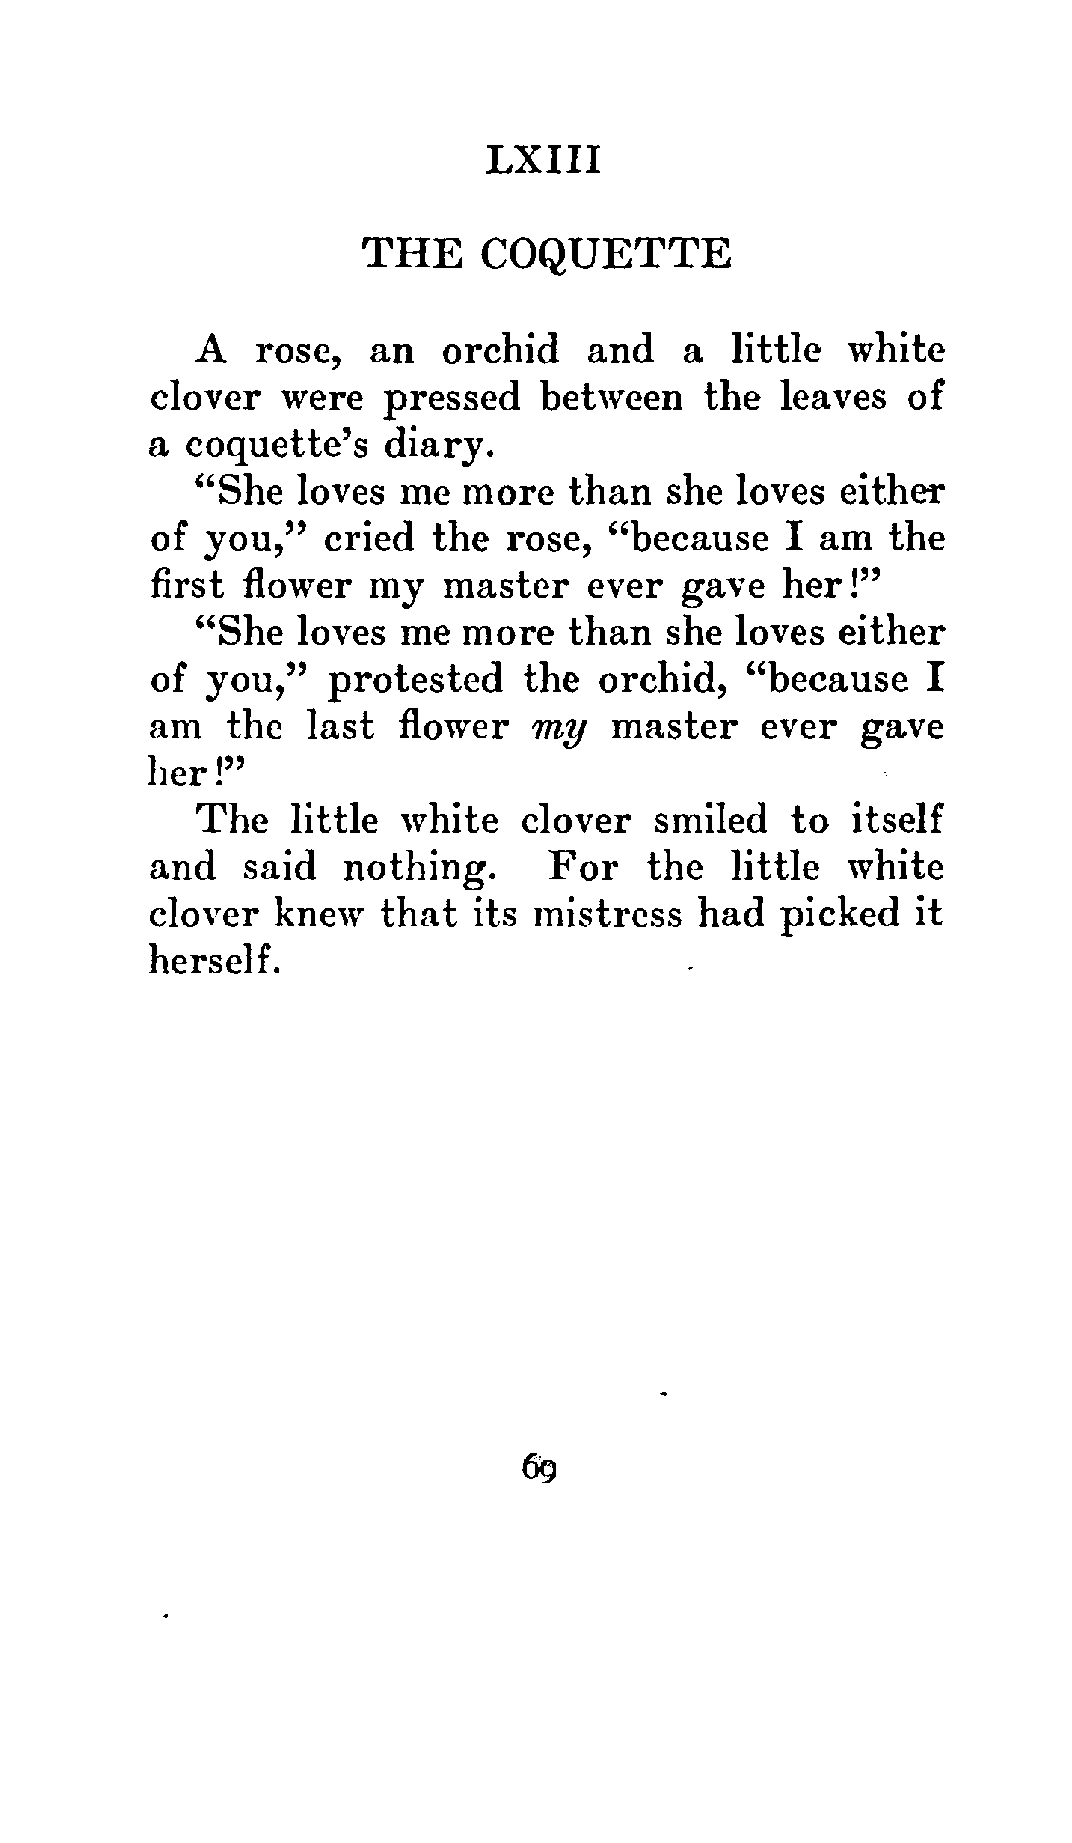 LXIII
THE COQUETTE
A rose, an orchid and a little white
clover were pressed between the leaves of
a coquette's diary.
"She loves me more than she loves either
of you," cried the rose, "because I am the
first flower my master ever gave her!"
"She loves me more than she loves either
of you," protested the orchid, "because I
am the last flower my master ever gave
her!"
The little white clover smiled to itself
and said nothing. For the little white
clover knew that its mistress had picked it
herself.
69